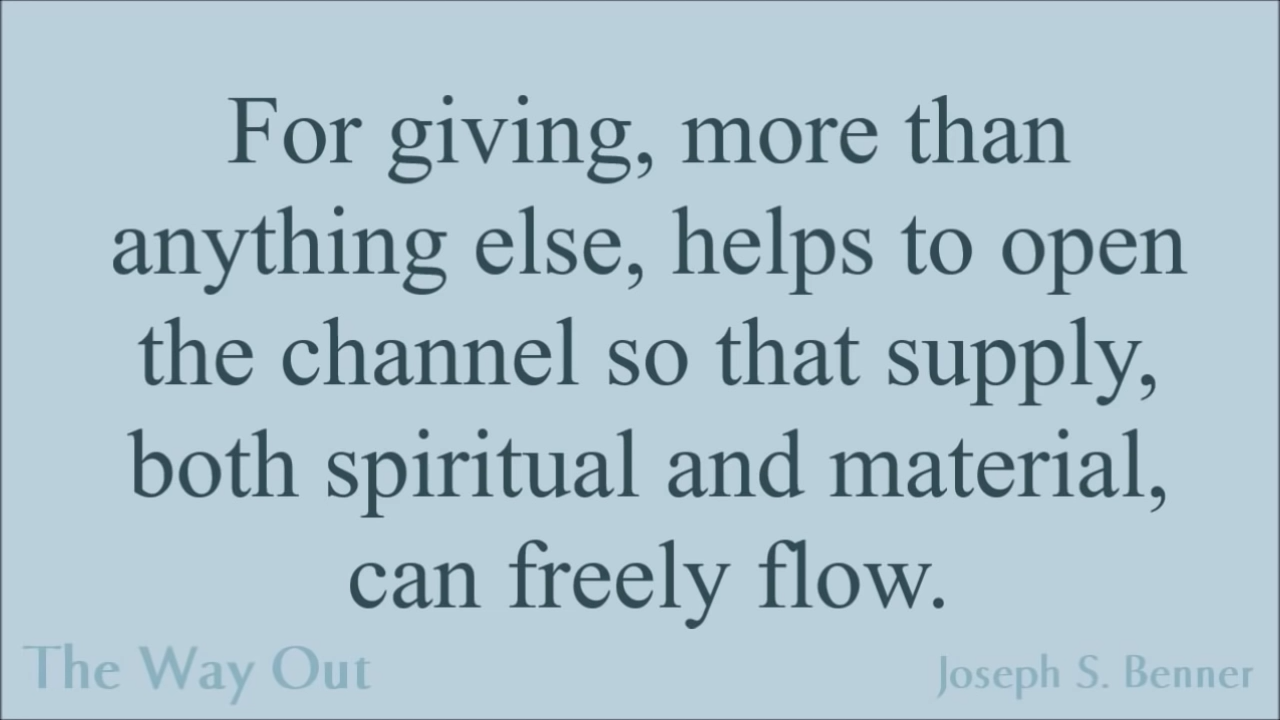 For giving, more than
anything else, helps to open
the channel so that supply,
both spiritual and material,
can freely flow.
The Way Out
Joseph S. Benner